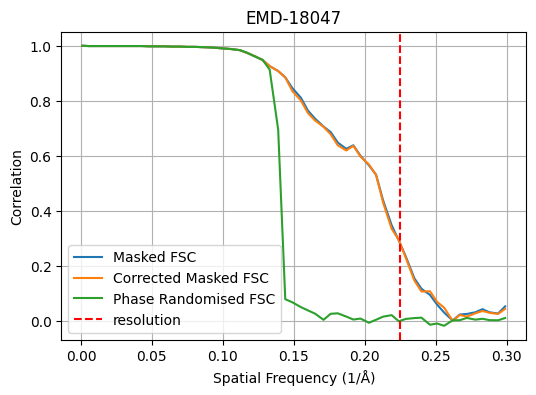 EMD-18047
1.0
0.8
0.6
0.4
0.2
0.0
Correlation
Masked FSC
Corrected Masked FSC
Phase Randomised FSC
resolution
0.00 0.05 0.10 0.15 0.20 0.25 0.30
Spatial Frequency (1/Å)